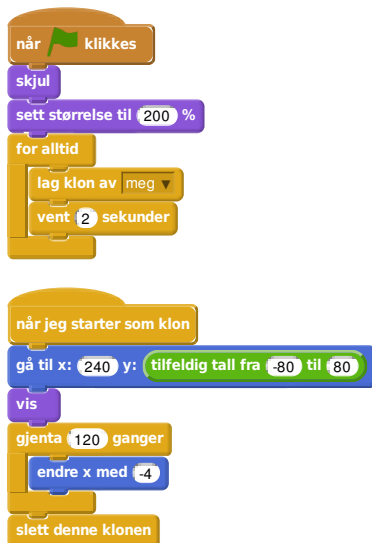 når klikkes
skjul
sett størrelse til 200 %
for alltid
lag klon av meg
vent 2 sekunder
når jeg starter som klon
gå til x: 240 y: tilfeldig tall fra -80 til 80
vis
gjenta 120 ganger
endre x med -4
slett denne klonen